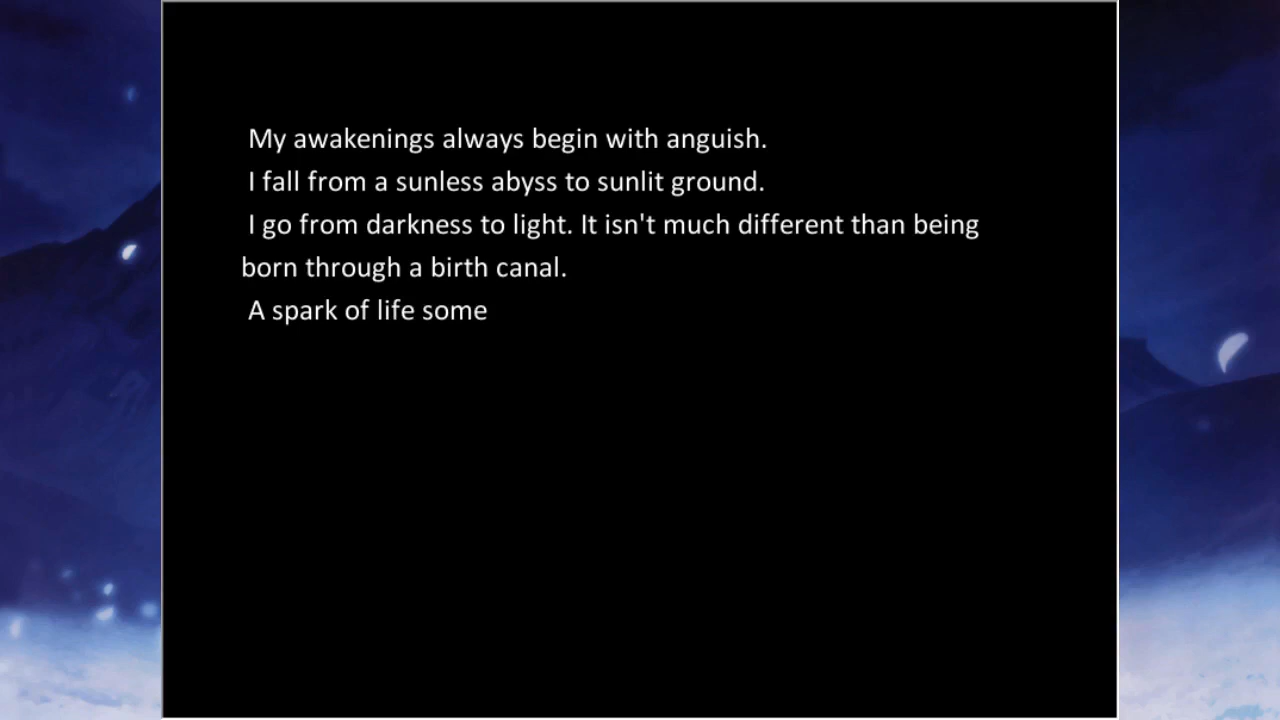 My awakenings always begin with anguish.
I fall from a sunless abyss to sunlit ground.
I go from darkness to light. It isn't much different than being
born through a birth canal.
A spark of life some